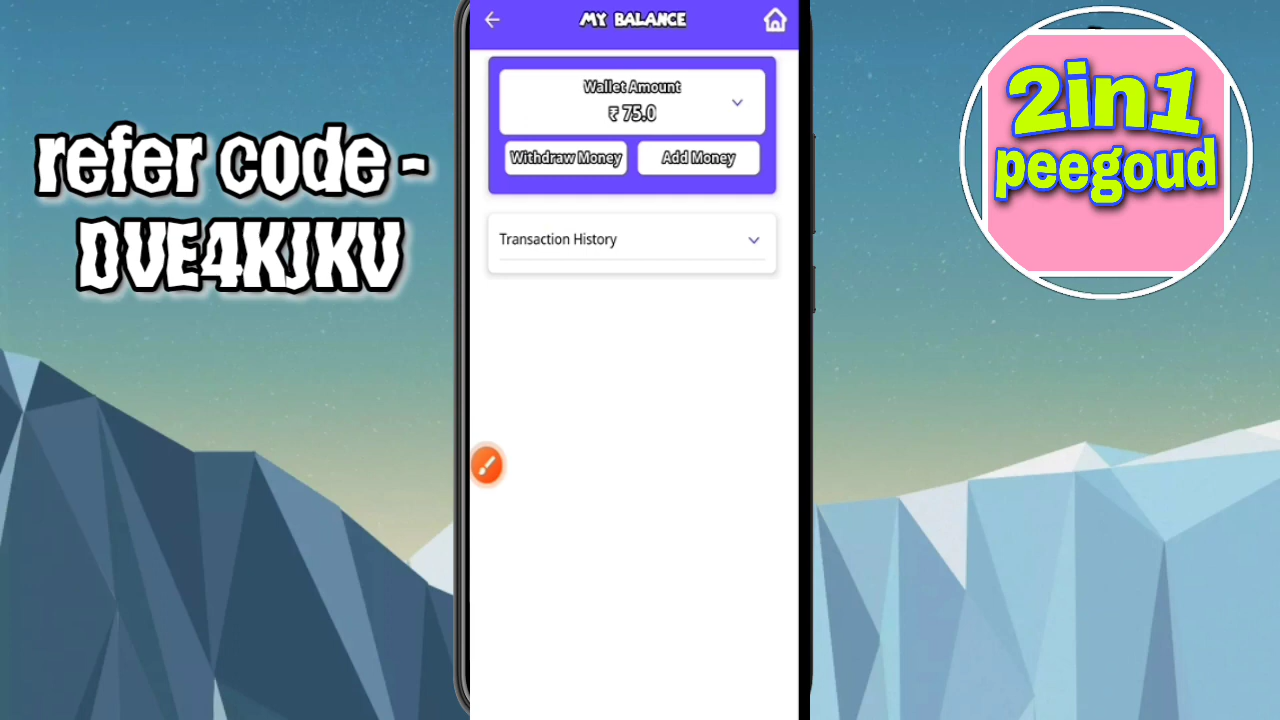 refer code -
DVE4KJKV
MY BALANCE
Wallet Amount
₹ 75.0
Withdraw Money
Add Money
Transaction History
2in1
peegoud